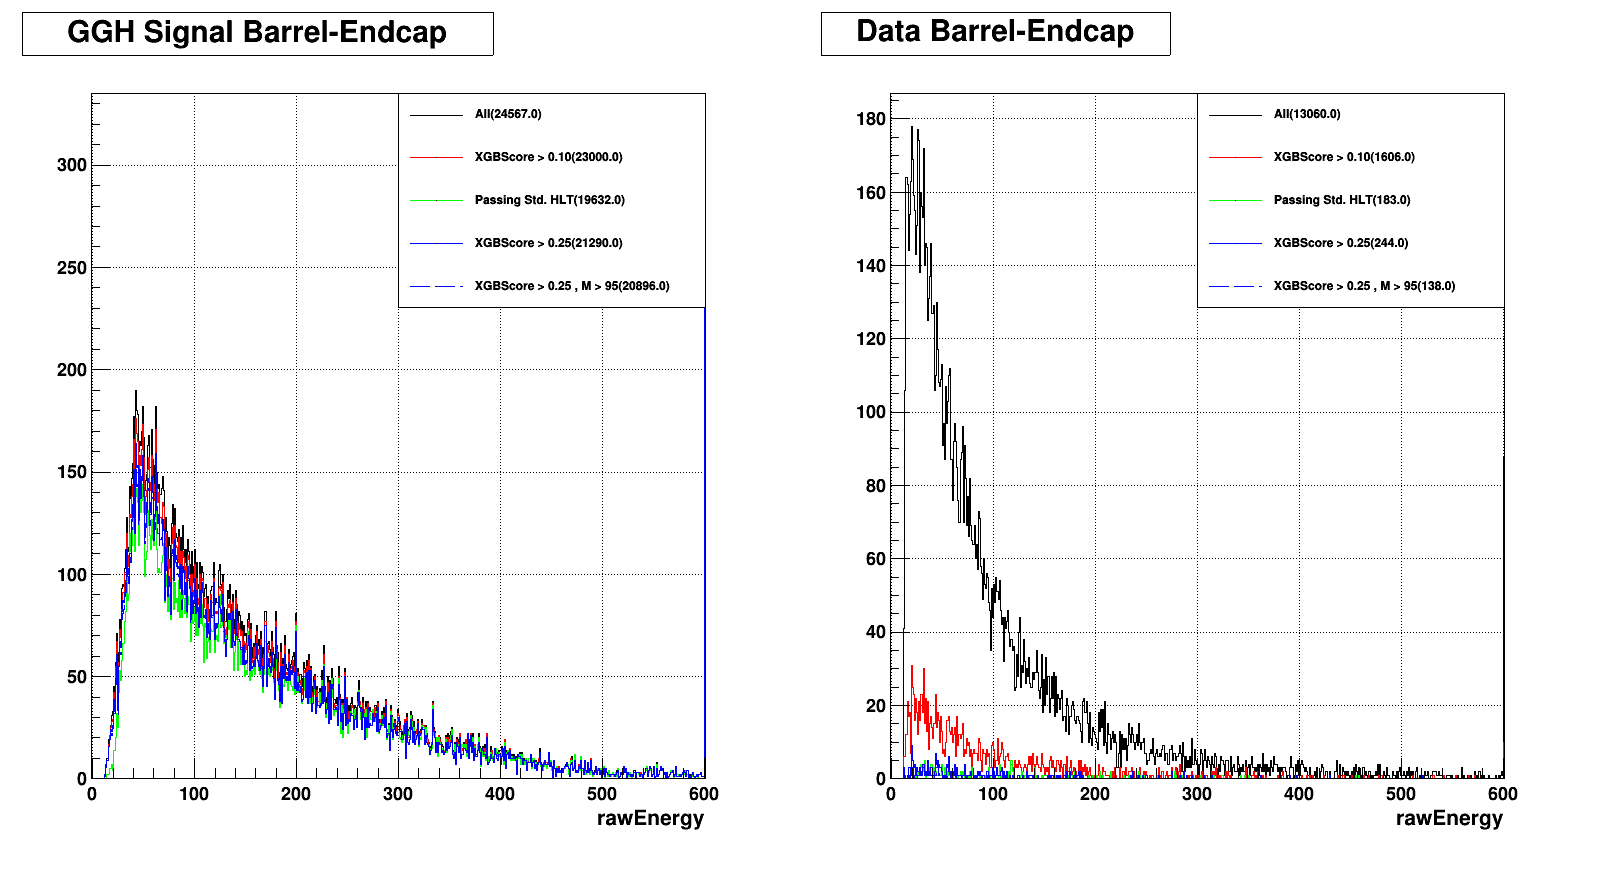 GGH Signal Barrel-Endcap
All(24567.0)
XGBScore > 0.10(23000.0)
Passing Std. HLT(19632.0)
XGBScore > 0.25(21290.0)
XGBScore > 0.25 , M > 95(20896.0)
300
250
200
150
100
50
0
0 100 200 300 400 500 600
rawEnergy
Data Barrel-Endcap
All(13060.0)
XGBScore > 0.10(1606.0)
Passing Std. HLT(183.0)
XGBScore > 0.25(244.0)
XGBScore > 0.25 , M > 95(138.0)
180
160
140
120
100
80
60
40
20
0
0 100 200 300 400 500 600
rawEnergy